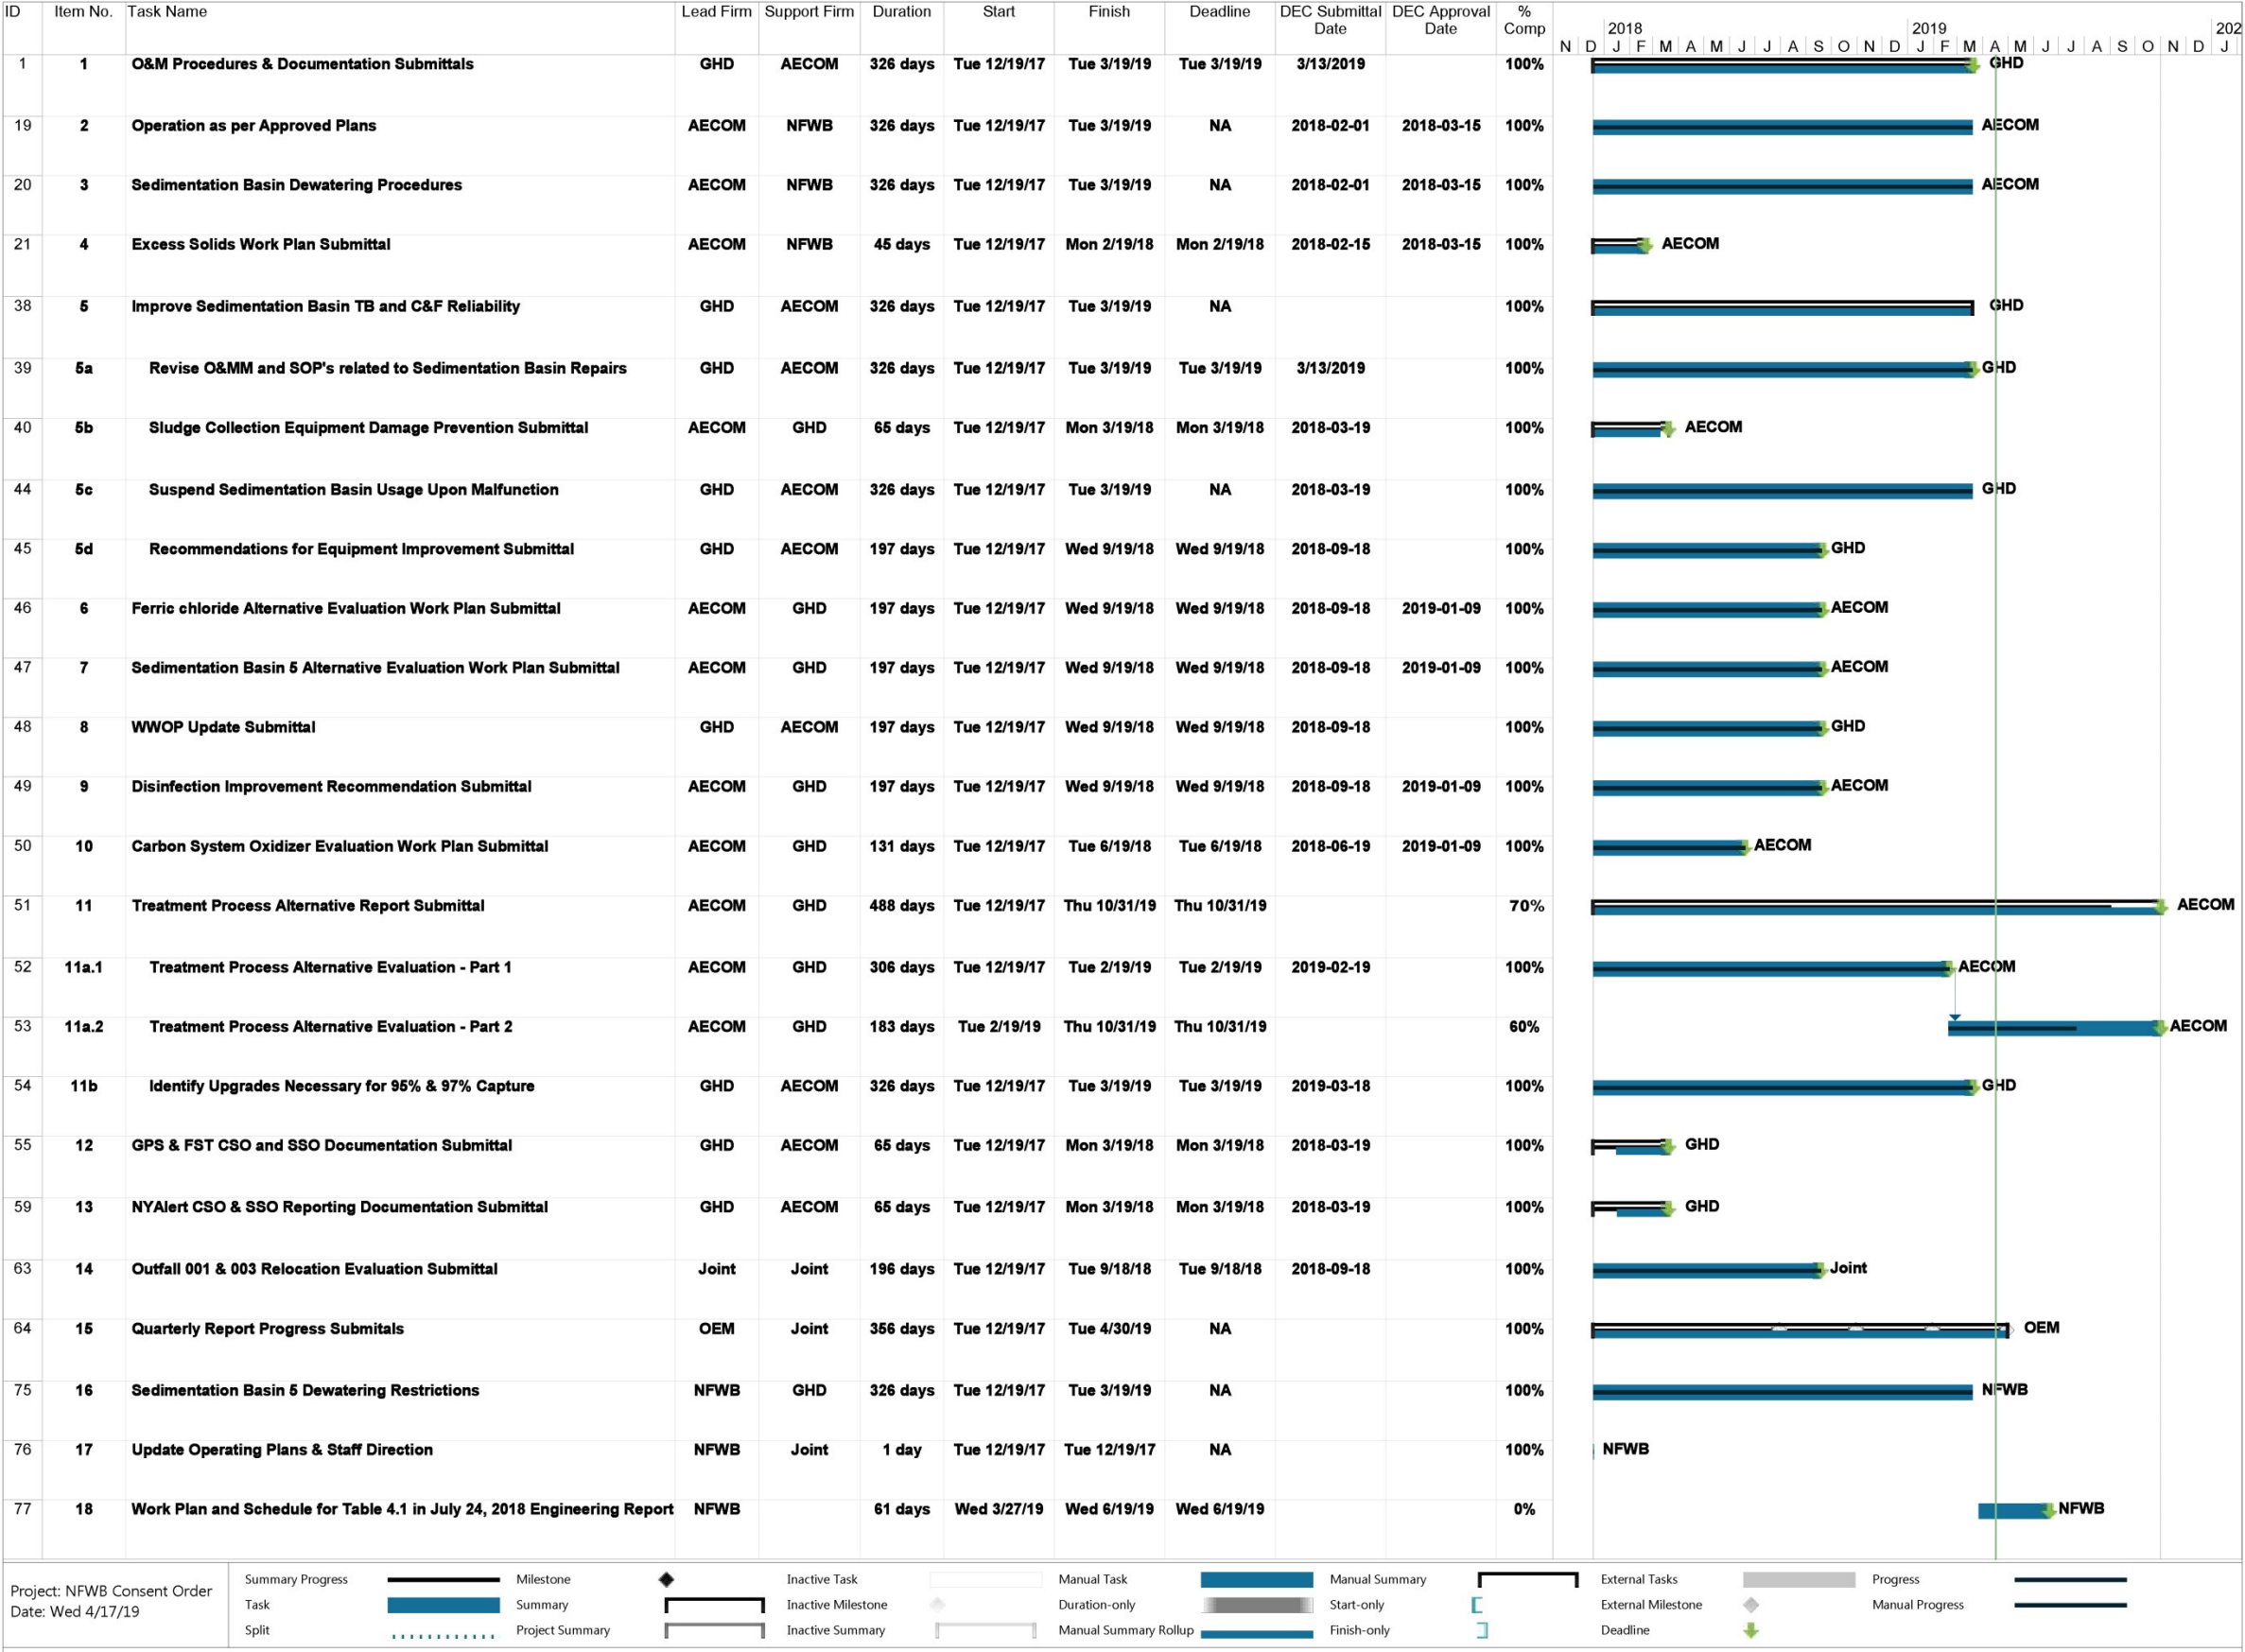 ID Item No. Task Name Lead Firm Support Firm Duration Start Finish Deadline DEC Submittal Date DEC Approval Date % Comp
2018 2019 202
N D J F M A M J J A S O N D J F M A M J J A S O N D J
1 1 O&M Procedures & Documentation Submittals GHD AECOM 326 days Tue 12/19/17 Tue 3/19/19 Tue 3/19/19 3/13/2019 100% GHD
19 2 Operation as per Approved Plans AECOM NFWB 326 days Tue 12/19/17 Tue 3/19/19 NA 2018-02-01 2018-03-15 100% AECOM
20 3 Sedimentation Basin Dewatering Procedures AECOM NFWB 326 days Tue 12/19/17 Tue 3/19/19 NA 2018-02-01 2018-03-15 100% AECOM
21 4 Excess Solids Work Plan Submittal AECOM NFWB 45 days Tue 12/19/17 Mon 2/19/18 Mon 2/19/18 2018-02-15 2018-03-15 100% AECOM
38 5 Improve Sedimentation Basin TB and C&F Reliability GHD AECOM 326 days Tue 12/19/17 Tue 3/19/19 NA 100% GHD
39 5a Revise O&MM and SOP's related to Sedimentation Basin Repairs GHD AECOM 326 days Tue 12/19/17 Tue 3/19/19 Tue 3/19/19 3/13/2019 100% GHD
40 5b Sludge Collection Equipment Damage Prevention Submittal AECOM GHD 65 days Tue 12/19/17 Mon 3/19/18 Mon 3/19/18 2018-03-19 100% AECOM
44 5c Suspend Sedimentation Basin Usage Upon Malfunction GHD AECOM 326 days Tue 12/19/17 Tue 3/19/19 NA 2018-03-19 100% GHD
45 5d Recommendations for Equipment Improvement Submittal GHD AECOM 197 days Tue 12/19/17 Wed 9/19/18 Wed 9/19/18 2018-09-18 100% GHD
46 6 Ferric chloride Alternative Evaluation Work Plan Submittal AECOM GHD 197 days Tue 12/19/17 Wed 9/19/18 Wed 9/19/18 2018-09-18 2019-01-09 100% AECOM
47 7 Sedimentation Basin 5 Alternative Evaluation Work Plan Submittal AECOM GHD 197 days Tue 12/19/17 Wed 9/19/18 Wed 9/19/18 2018-09-18 2019-01-09 100% AECOM
48 8 WWOP Update Submittal GHD AECOM 197 days Tue 12/19/17 Wed 9/19/18 Wed 9/19/18 2018-09-18 100% GHD
49 9 Disinfection Improvement Recommendation Submittal AECOM GHD 197 days Tue 12/19/17 Wed 9/19/18 Wed 9/19/18 2018-09-18 2019-01-09 100% AECOM
50 10 Carbon System Oxidizer Evaluation Work Plan Submittal AECOM GHD 131 days Tue 12/19/17 Tue 6/19/18 Tue 6/19/18 2018-06-19 2019-01-09 100% AECOM
51 11 Treatment Process Alternative Report Submittal AECOM GHD 488 days Tue 12/19/17 Thu 10/31/19 Thu 10/31/19 70% AECOM
52 11a.1 Treatment Process Alternative Evaluation - Part 1 AECOM GHD 306 days Tue 12/19/17 Tue 2/19/19 Tue 2/19/19 2019-02-19 100% AECOM
53 11a.2 Treatment Process Alternative Evaluation - Part 2 AECOM GHD 183 days Tue 2/19/19 Thu 10/31/19 Thu 10/31/19 60% AECOM
54 11b Identify Upgrades Necessary for 95% & 97% Capture GHD AECOM 326 days Tue 12/19/17 Tue 3/19/19 Tue 3/19/19 2019-03-18 100% GHD
55 12 GPS & FST CSO and SSO Documentation Submittal GHD AECOM 65 days Tue 12/19/17 Mon 3/19/18 Mon 3/19/18 2018-03-19 100% GHD
59 13 NYAlert CSO & SSO Reporting Documentation Submittal GHD AECOM 65 days Tue 12/19/17 Mon 3/19/18 Mon 3/19/18 2018-03-19 100% GHD
63 14 Outfall 001 & 003 Relocation Evaluation Submittal Joint Joint 196 days Tue 12/19/17 Tue 9/18/18 Tue 9/18/18 2018-09-18 100% Joint
64 15 Quarterly Report Progress Submitals OEM Joint 356 days Tue 12/19/17 Tue 4/30/19 NA 100% OEM
75 16 Sedimentation Basin 5 Dewatering Restrictions NFWB GHD 326 days Tue 12/19/17 Tue 3/19/19 NA 100% NFWB
76 17 Update Operating Plans & Staff Direction NFWB Joint 1 day Tue 12/19/17 Tue 12/19/17 NA 100% NFWB
77 18 Work Plan and Schedule for Table 4.1 in July 24, 2018 Engineering Report NFWB 61 days Wed 3/27/19 Wed 6/19/19 Wed 6/19/19 0% NFWB
Project: NFWB Consent Order
Date: Wed 4/17/19
Summary Progress Milestone Inactive Task Manual Task Manual Summary External Tasks Progress
Task Summary Inactive Milestone Duration-only Start-only External Milestone Manual Progress
Split Project Summary Inactive Summary Manual Summary Rollup Finish-only Deadline